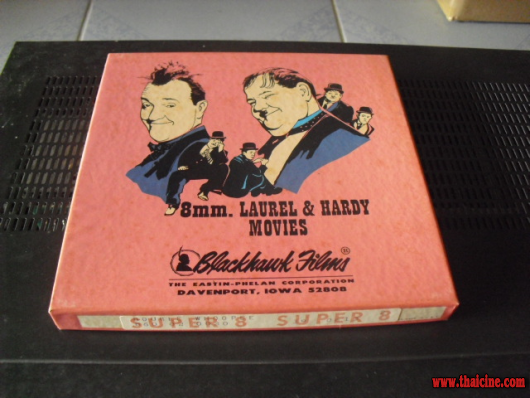 8mm. LAUREL & HARDY
MOVIES
Blackhawk Films®
THE EASTIN-PHELAN CORPORATION
DAVENPORT, IOWA 52808
SUPER 8 SUPER 8
www.thaicine.com